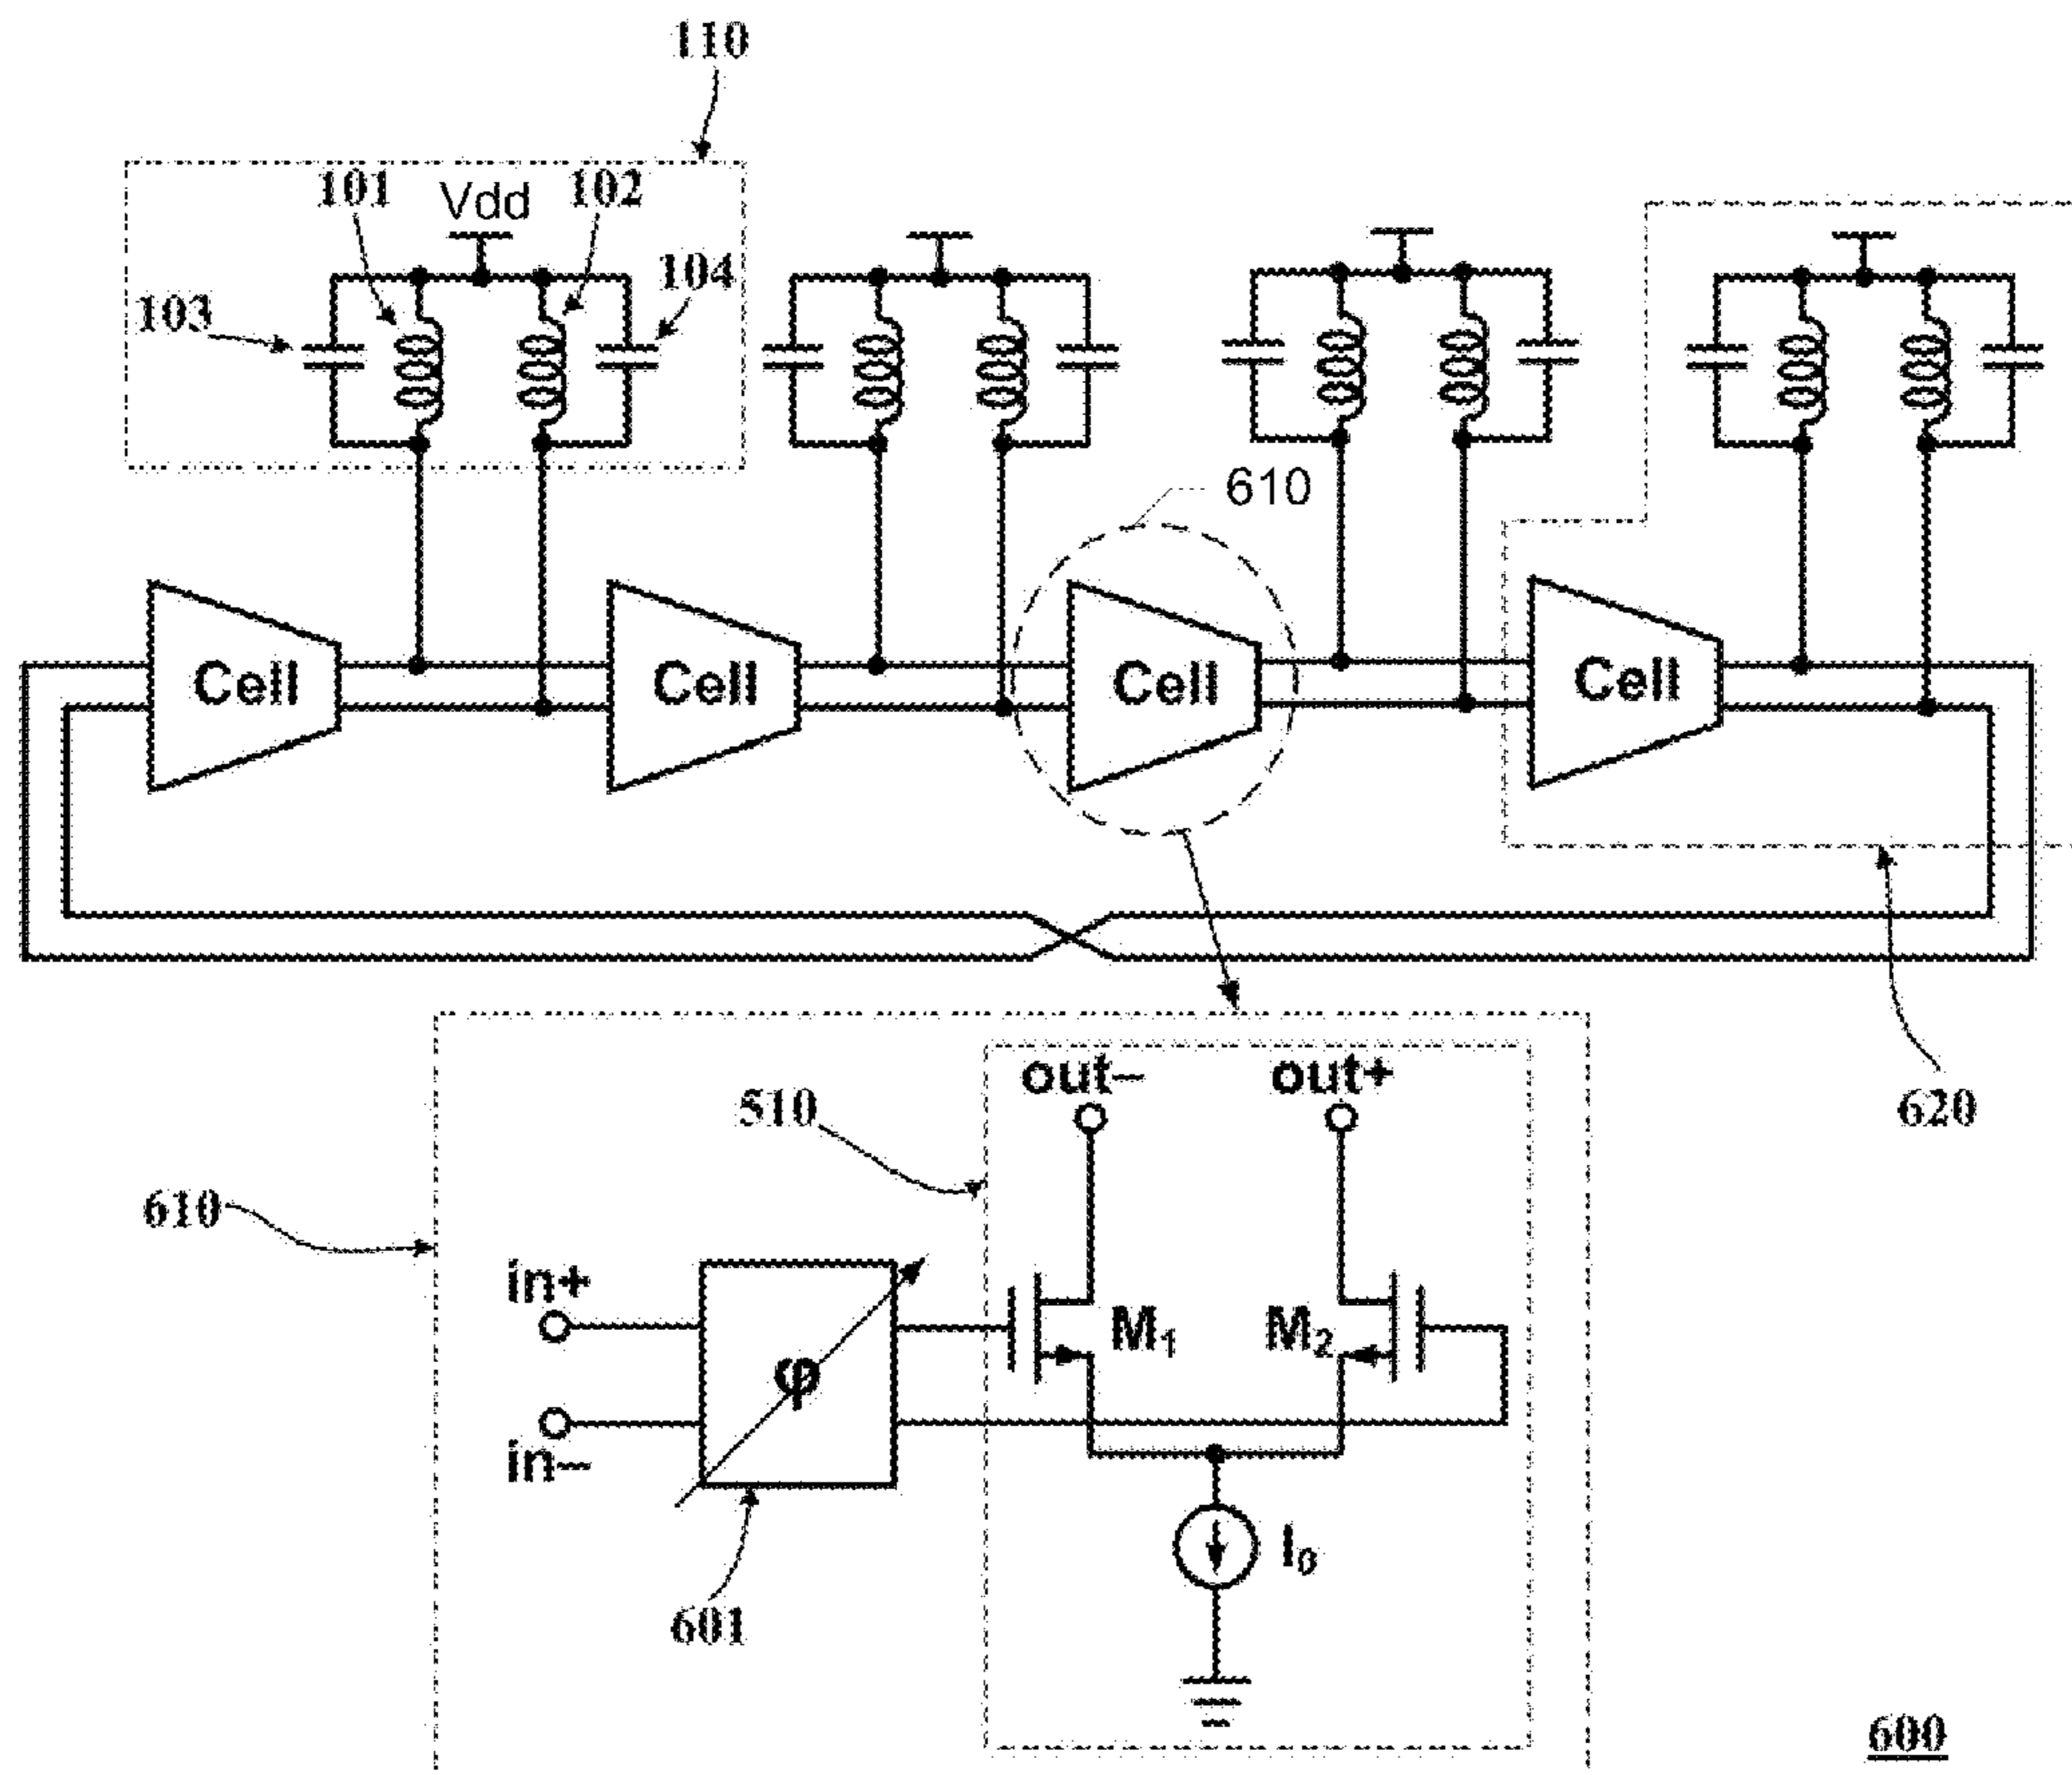 110
101
Vdd
102
104
103
610
Cell
Cell
Cell
Cell
620
out–
out+
510
610
in+
M1
M2
φ
in–
I0
601
600